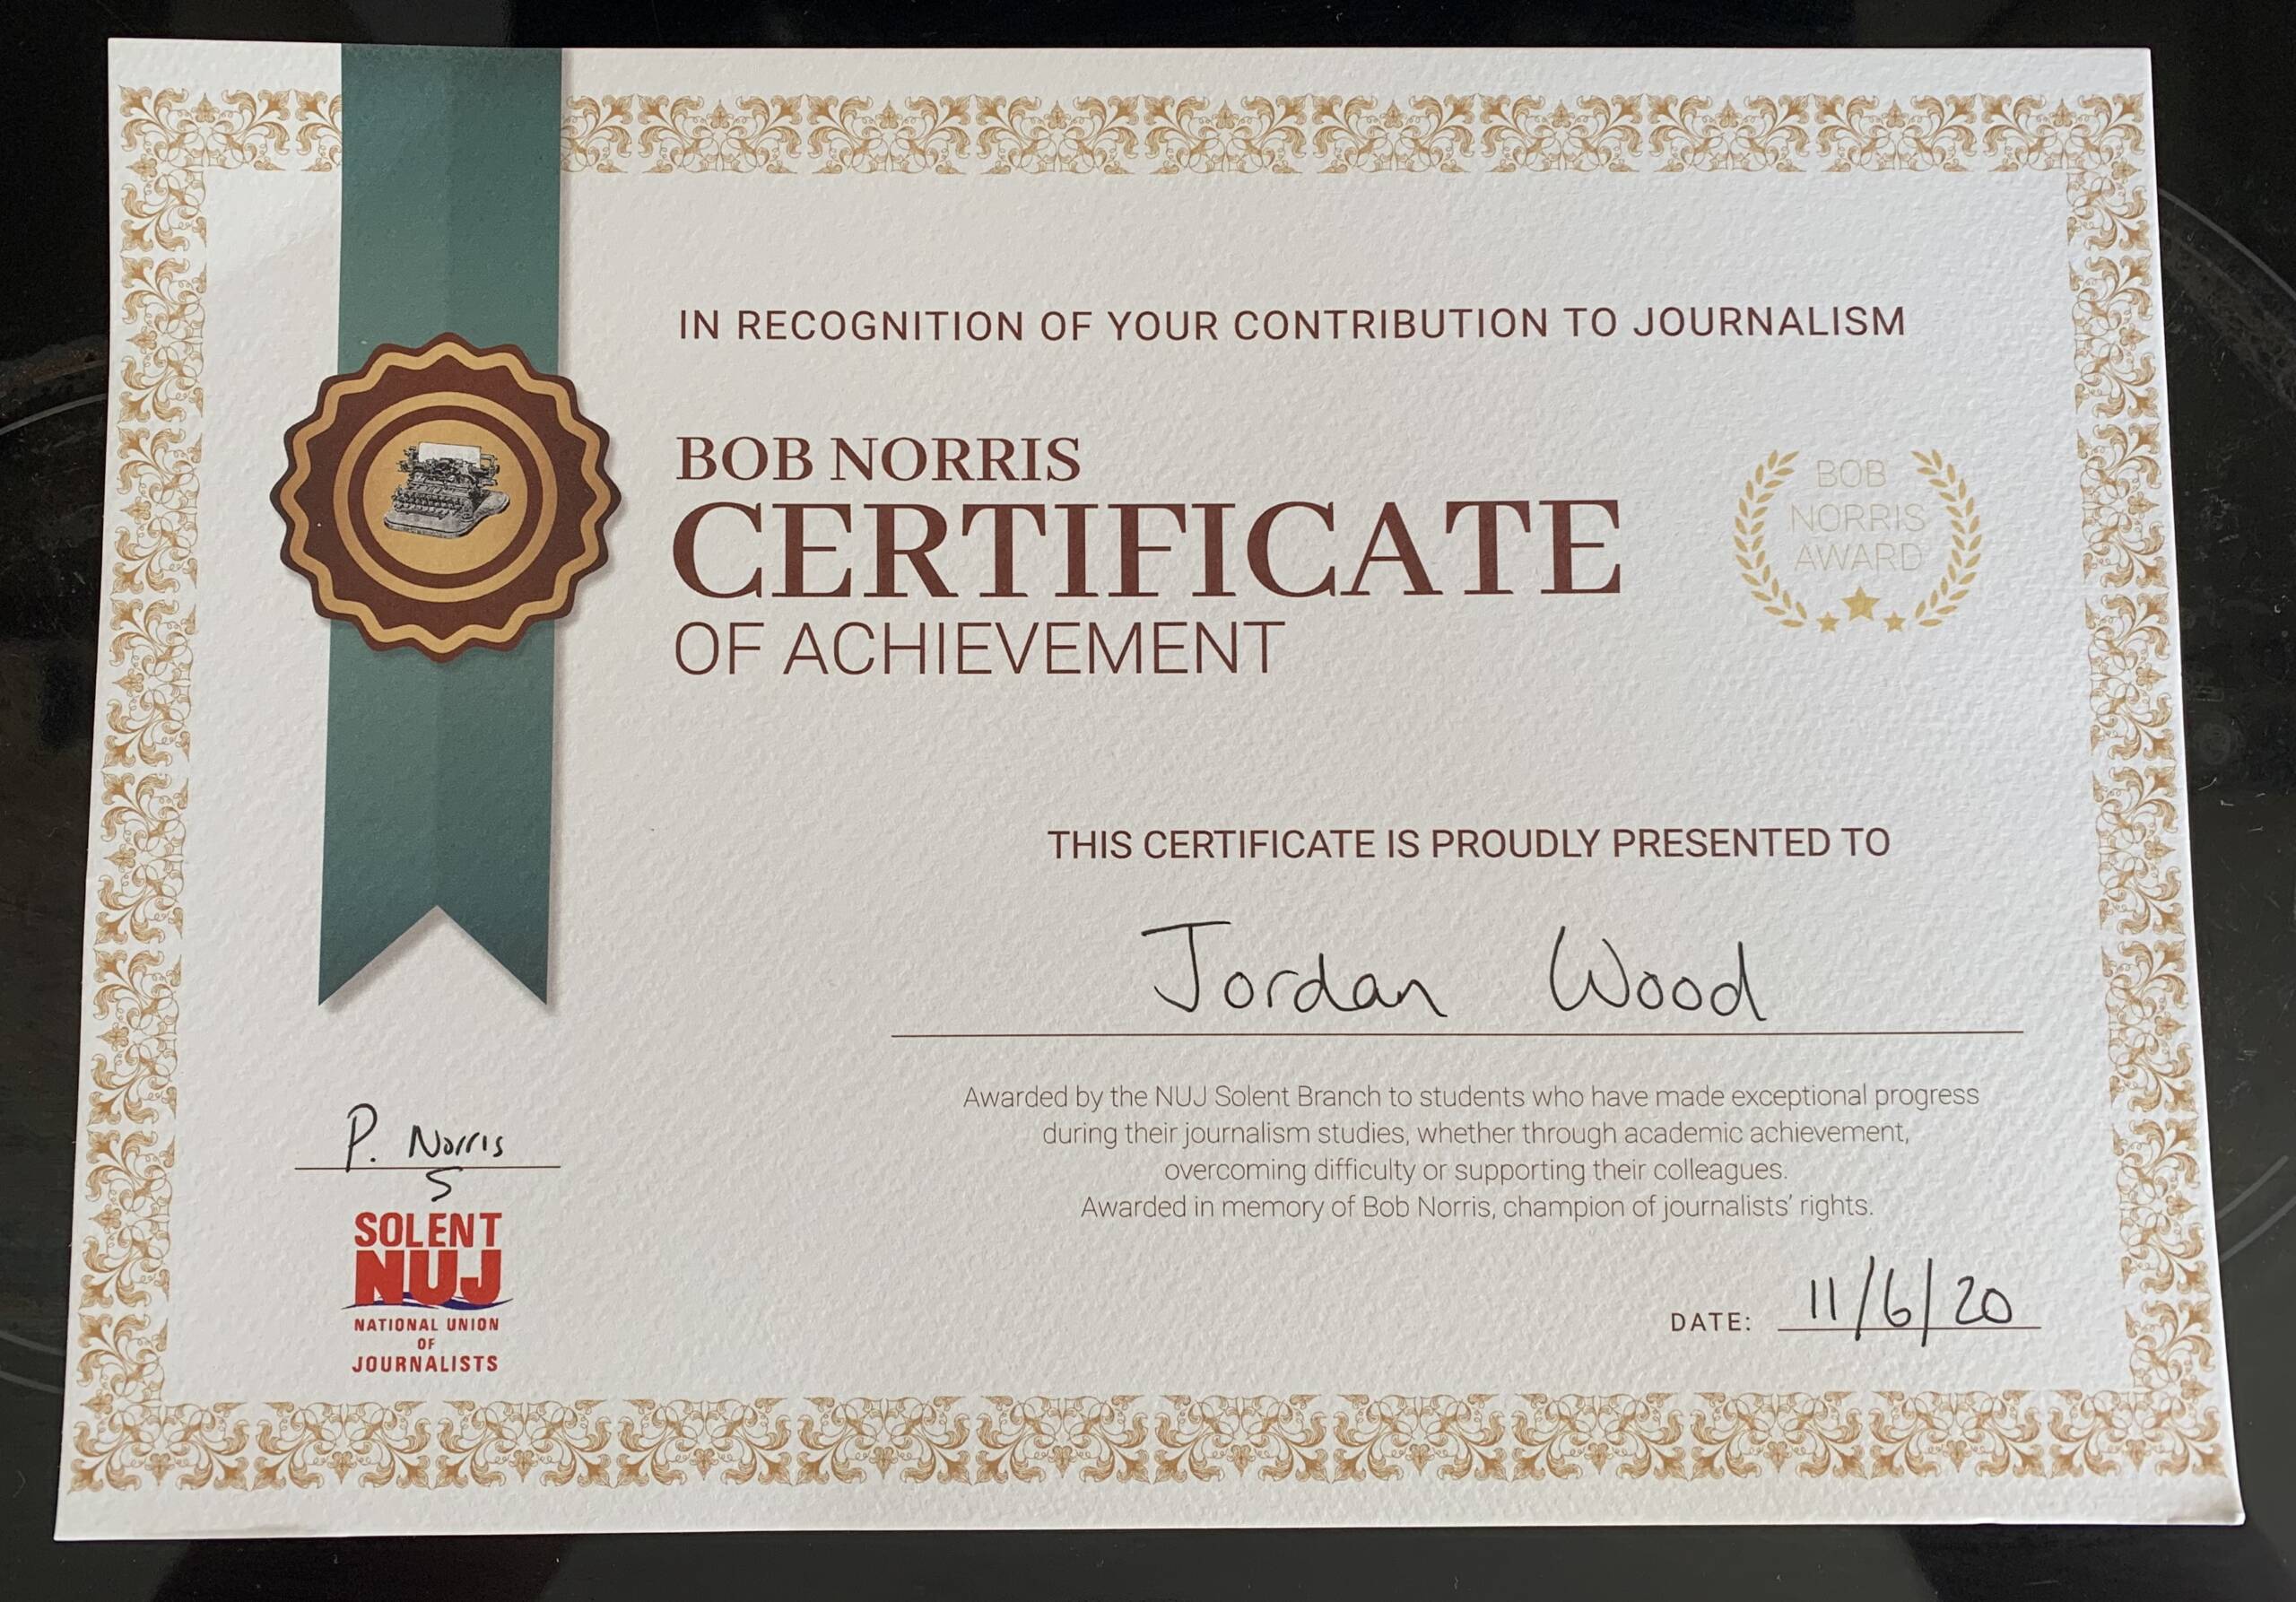 IN RECOGNITION OF YOUR CONTRIBUTION TO JOURNALISM
BOB NORRIS
CERTIFICATE
OF ACHIEVEMENT
BOB
NORRIS
AWARD
THIS CERTIFICATE IS PROUDLY PRESENTED TO
Jordan Wood
Awarded by the NUJ Solent Branch to students who have made exceptional progress
during their journalism studies, whether through academic achievement,
overcoming difficulty or supporting their colleagues.
Awarded in memory of Bob Norris, champion of journalists' rights.
P. Norris
SOLENT
NUJ
NATIONAL UNION
OF
JOURNALISTS
DATE: 11/6/20